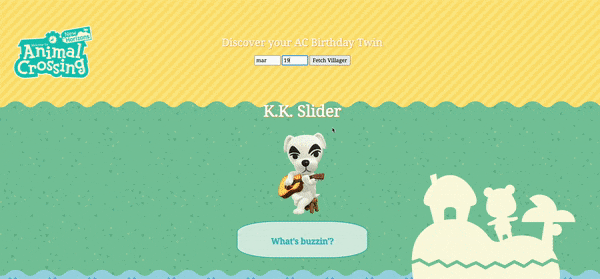 New Horizons
Animal
Crossing
Discover your AC Birthday Twin
mar 19 Fetch Villager
K.K. Slider
What's buzzin'?